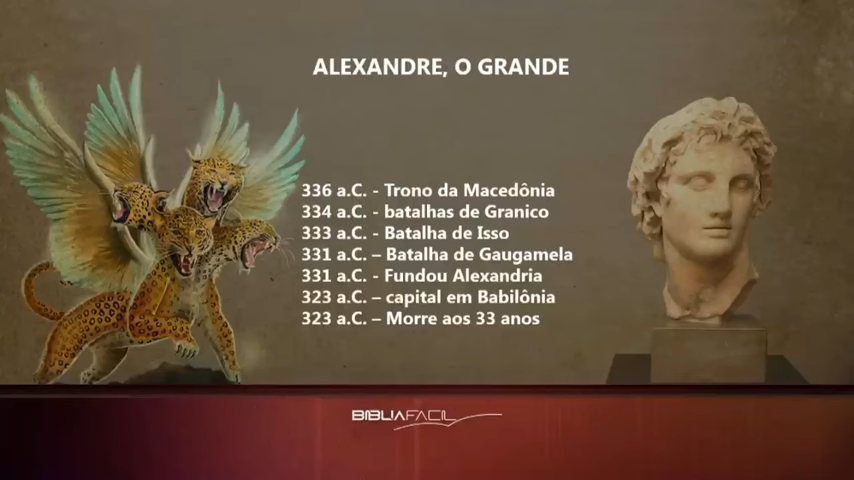 ALEXANDRE, O GRANDE
336 a.C. - Trono da Macedônia
334 a.C. - batalhas de Granico
333 a.C. - Batalha de Isso
331 a.C. – Batalha de Gaugamela
331 a.C. - Fundou Alexandria
323 a.C. – capital em Babilônia
323 a.C. – Morre aos 33 anos
BIBLIAFACIL